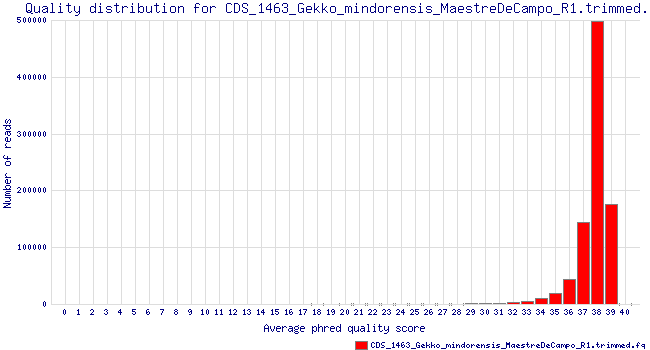 Quality distribution for CDS_1463_Gekko_mindorensis_MaestreDeCampo_R1.trimmed.
500000
400000
300000
200000
100000
0
Number of reads
0 1 2 3 4 5 6 7 8 9 10 11 12 13 14 15 16 17 18 19 20 21 22 23 24 25 26 27 28 29 30 31 32 33 34 35 36 37 38 39 40
Average phred quality score
CDS_1463_Gekko_mindorensis_MaestreDeCampo_R1.trimmed.fq